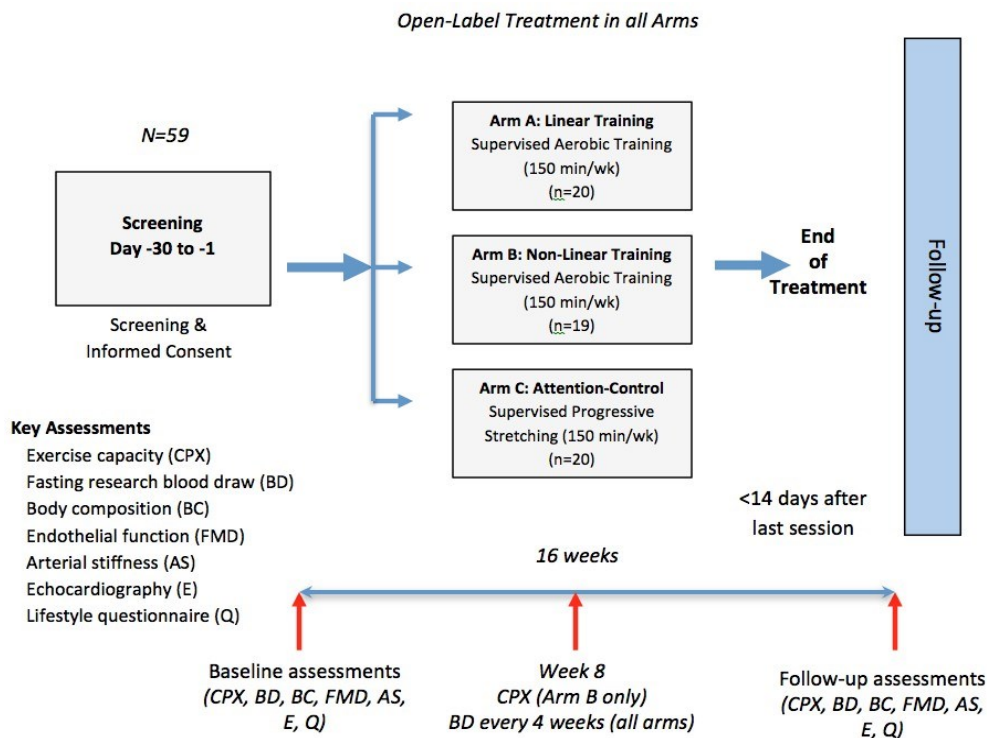 Open-Label Treatment in all Arms
N=59
Screening
Day -30 to -1
Screening &
Informed Consent
Arm A: Linear Training
Supervised Aerobic Training
(150 min/wk)
(n=20)
Arm B: Non-Linear Training
Supervised Aerobic Training
(150 min/wk)
(n=19)
Arm C: Attention-Control
Supervised Progressive
Stretching (150 min/wk)
(n=20)
End
of
Treatment
Follow-up
Key Assessments
Exercise capacity (CPX)
Fasting research blood draw (BD)
Body composition (BC)
Endothelial function (FMD)
Arterial stiffness (AS)
Echocardiography (E)
Lifestyle questionnaire (Q)
<14 days after
last session
16 weeks
Baseline assessments
(CPX, BD, BC, FMD, AS,
E, Q)
Week 8
CPX (Arm B only)
BD every 4 weeks (all arms)
Follow-up assessments
(CPX, BD, BC, FMD, AS,
E, Q)